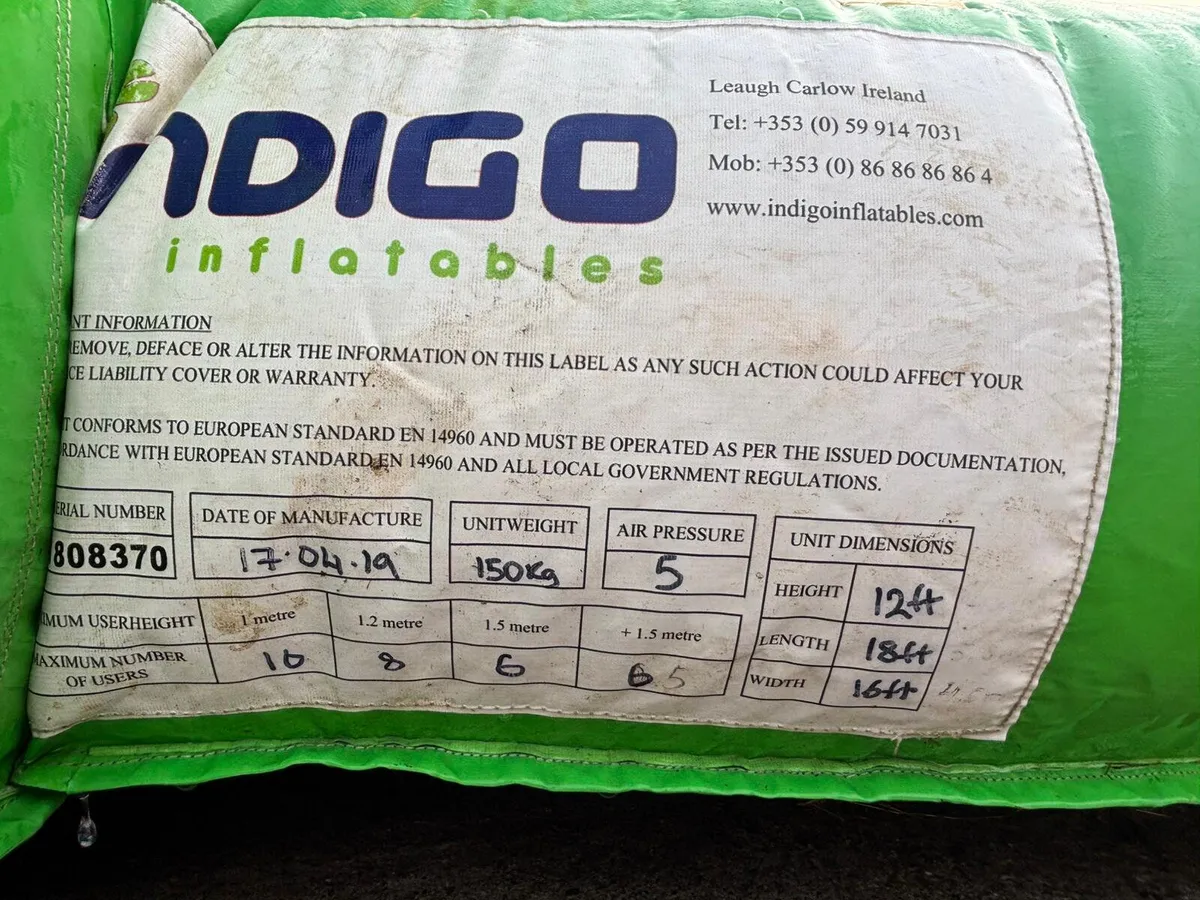 INDIGO
inflatables
Leaugh Carlow Ireland
Tel: +353 (0) 59 914 7031
Mob: +353 (0) 86 86 86 86 4
www.indigoinflatables.com
NT INFORMATION
EMOVE, DEFACE OR ALTER THE INFORMATION ON THIS LABEL AS ANY SUCH ACTION COULD AFFECT YOUR
CE LIABILITY COVER OR WARRANTY.
T CONFORMS TO EUROPEAN STANDARD EN 14960 AND MUST BE OPERATED AS PER THE ISSUED DOCUMENTATION,
RDANCE WITH EUROPEAN STANDARD EN 14960 AND ALL LOCAL GOVERNMENT REGULATIONS.
ERIAL NUMBER
808370
DATE OF MANUFACTURE
17.04.19
UNITWEIGHT
150Kg
AIR PRESSURE
5
UNIT DIMENSIONS
HEIGHT 12ft
LENGTH 18ft
WIDTH 16ft
IMUM USERHEIGHT 1 metre 1.2 metre 1.5 metre + 1.5 metre
MAXIMUM NUMBER
OF USERS
10 8 6 5